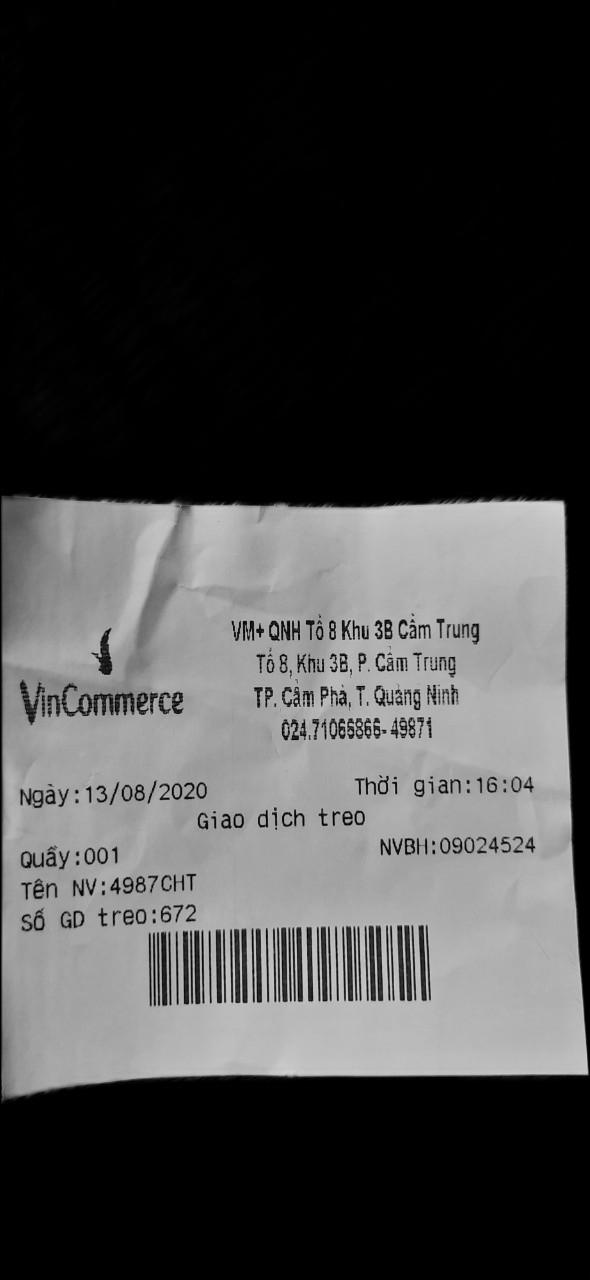 VinCommerce
VM+ QNH Tổ 8 Khu 3B Cẩm Trung
Tổ 8, Khu 3B, P. Cẩm Trung
TP. Cẩm Phả, T. Quảng Ninh
024.71066866- 49871
Ngày:13/08/2020 Thời gian:16:04
Giao dịch treo
Quầy:001 NVBH:09024524
Tên NV:4987CHT
Số GD treo:672